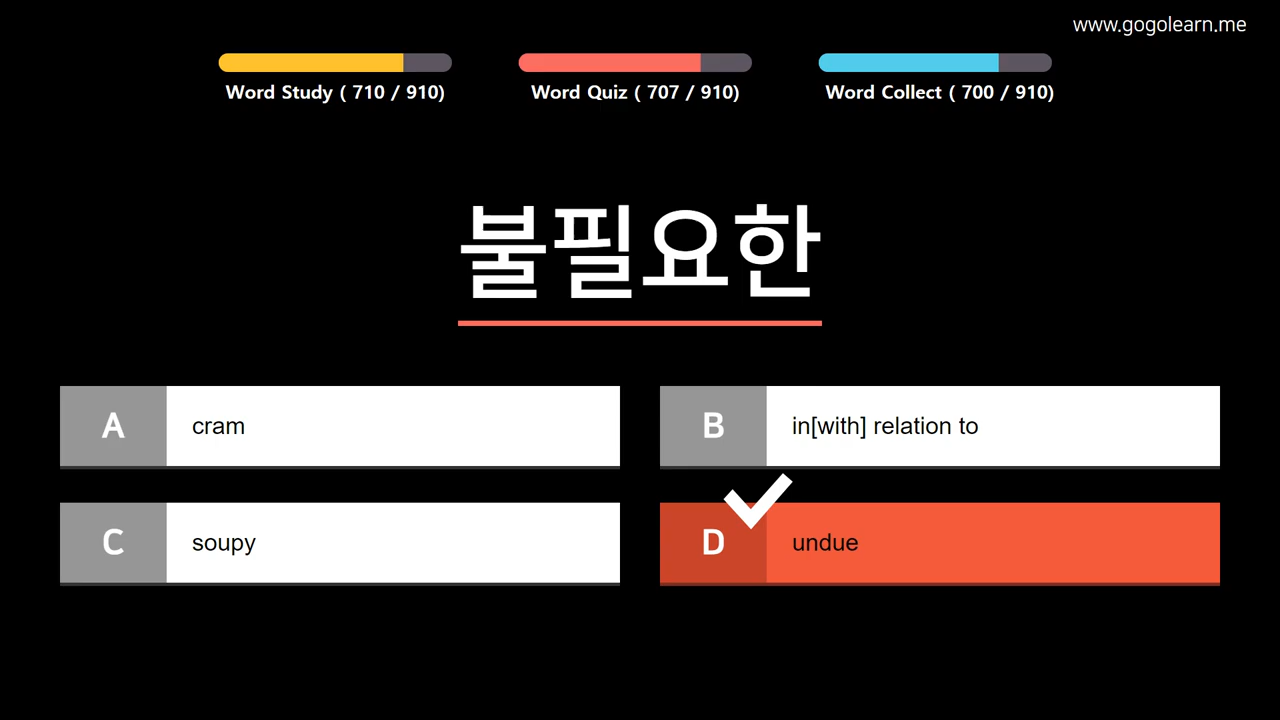 www.gogolearn.me
Word Study ( 710 / 910)
Word Quiz ( 707 / 910)
Word Collect ( 700 / 910)
불필요한
A
cram
B
in[with] relation to
C
soupy
D
undue